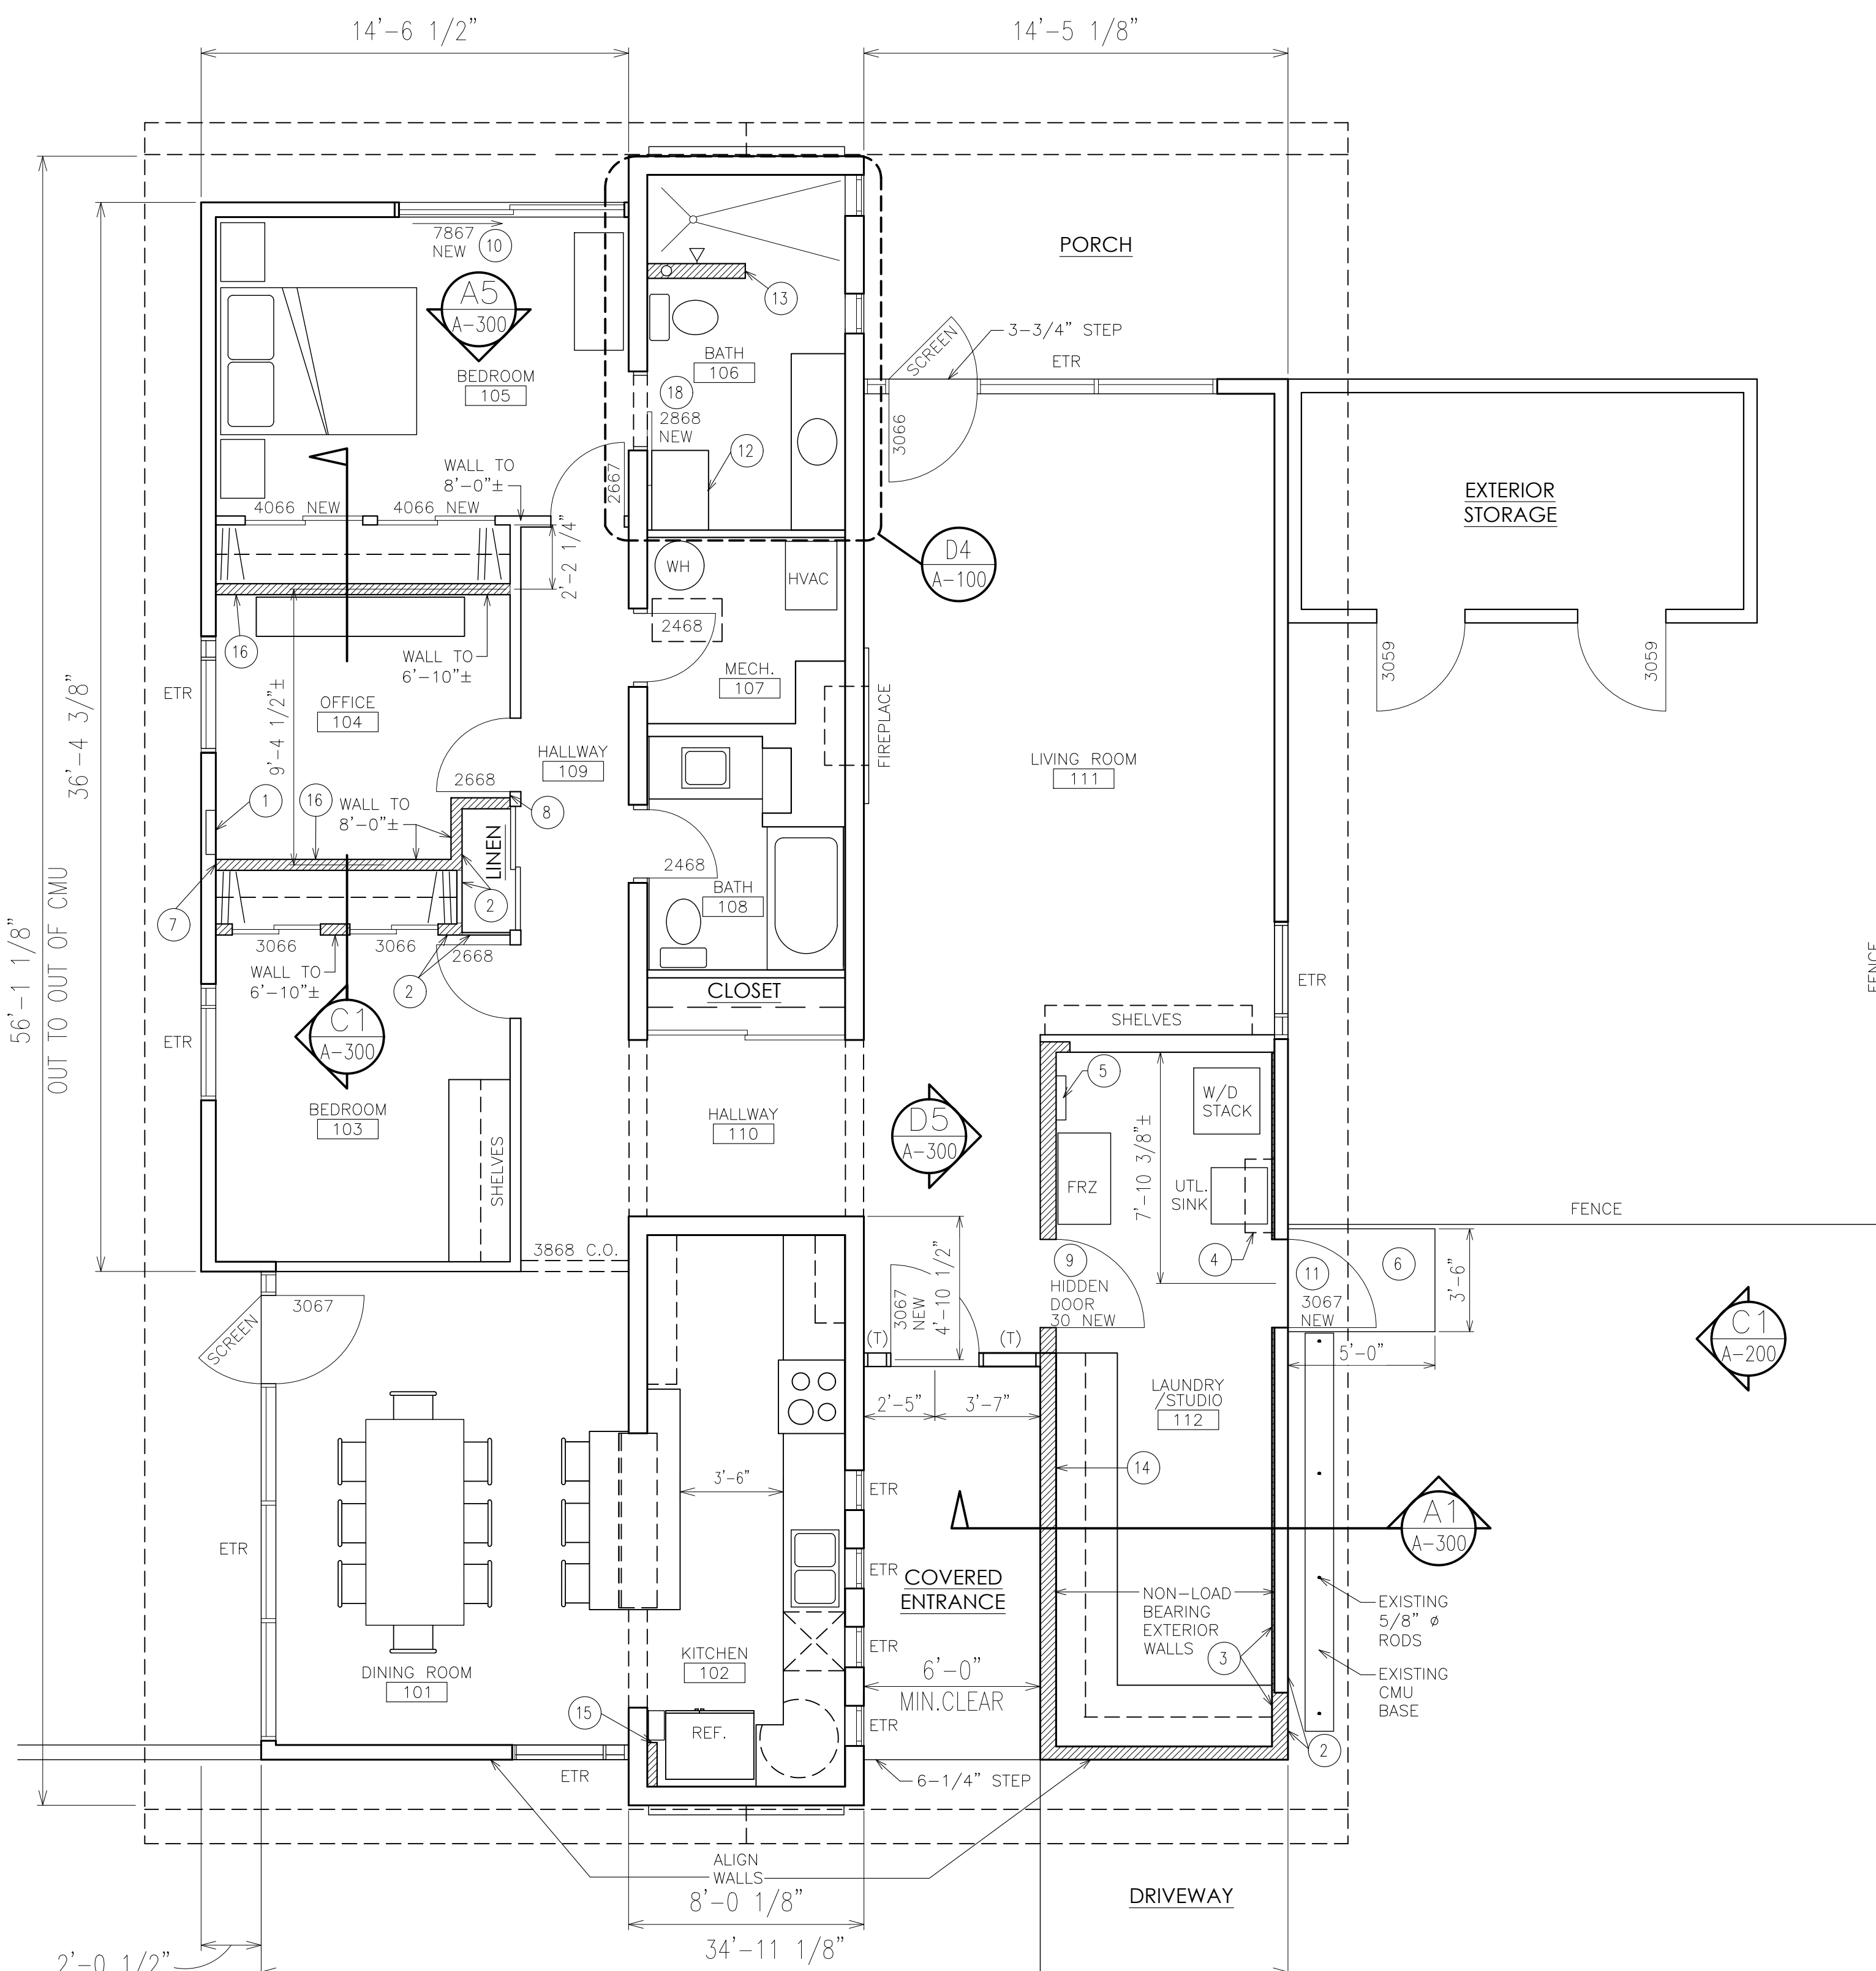 14'-6 1/2"
14'-5 1/8"
7867
NEW
10
PORCH
A5
A-300
13
3-3/4" STEP
SCREEN
ETR
BATH
106
BEDROOM
105
18
2868
NEW
3066
12
WALL TO
8'-0"±
2667
4066 NEW
4066 NEW
EXTERIOR
STORAGE
2'-2 1/4"
D4
A-100
WH
HVAC
2468
16
WALL TO
6'-10"±
3059
3059
MECH.
107
ETR
OFFICE
104
9'-4 1/2"±
FIREPLACE
36'-4 3/8"
HALLWAY
109
LIVING ROOM
111
2668
1
16
WALL TO
8'-0"±
8
LINEN
2468
BATH
108
7
2
56'-1 1/8"
OUT TO OUT OF CMU
3066
3066
2668
WALL TO
6'-10"±
2
CLOSET
ETR
FENCE
SHELVES
C1
A-300
ETR
5
W/D
STACK
BEDROOM
103
HALLWAY
110
D5
A-300
7'-10 3/8"±
SHELVES
FRZ
UTL.
SINK
FENCE
3868 C.O.
4
9
HIDDEN
DOOR
30 NEW
11
3067
NEW
6
3'-6"
3067
SCREEN
3067
NEW
4'-10 1/2"
C1
A-200
(T)
(T)
5'-0"
2'-5"
3'-7"
LAUNDRY
/STUDIO
112
14
3'-6"
ETR
A1
A-300
ETR
ETR
COVERED
ENTRANCE
NON-LOAD
BEARING
EXTERIOR
WALLS
EXISTING
5/8" ø
RODS
ETR
3
KITCHEN
102
DINING ROOM
101
6'-0"
MIN.CLEAR
EXISTING
CMU
BASE
15
REF.
ETR
2
ETR
6-1/4" STEP
ALIGN
WALLS
8'-0 1/8"
DRIVEWAY
34'-11 1/8"
2'-0 1/2"